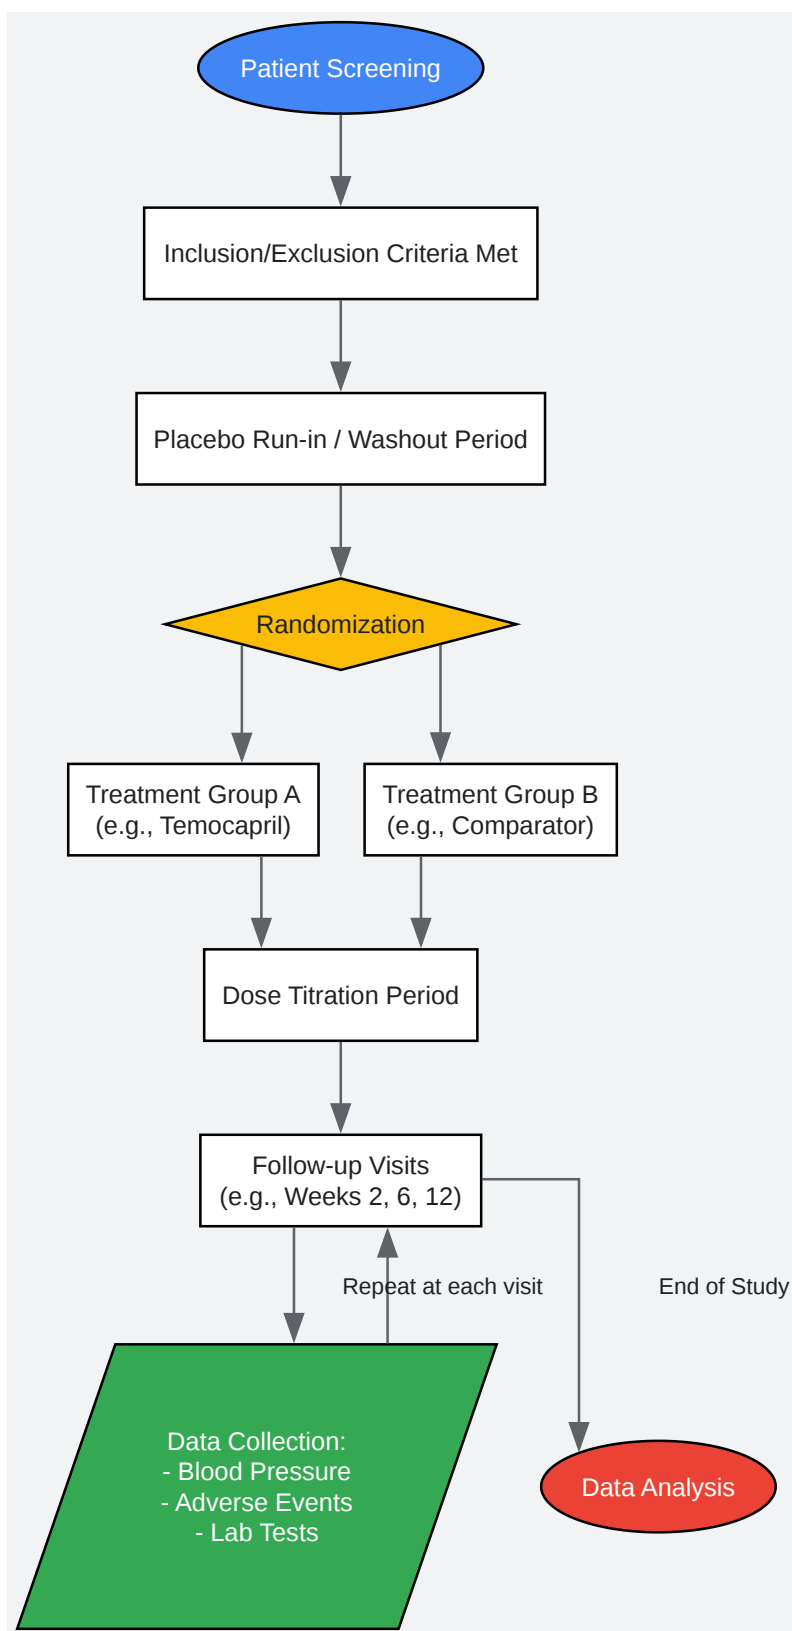 Patient Screening
Inclusion/Exclusion Criteria Met
Placebo Run-in / Washout Period
Randomization
Treatment Group A
(e.g., Temocapril)
Treatment Group B
(e.g., Comparator)
Dose Titration Period
Follow-up Visits
(e.g., Weeks 2, 6, 12)
Repeat at each visit
End of Study
Data Collection:
- Blood Pressure
- Adverse Events
- Lab Tests
Data Analysis